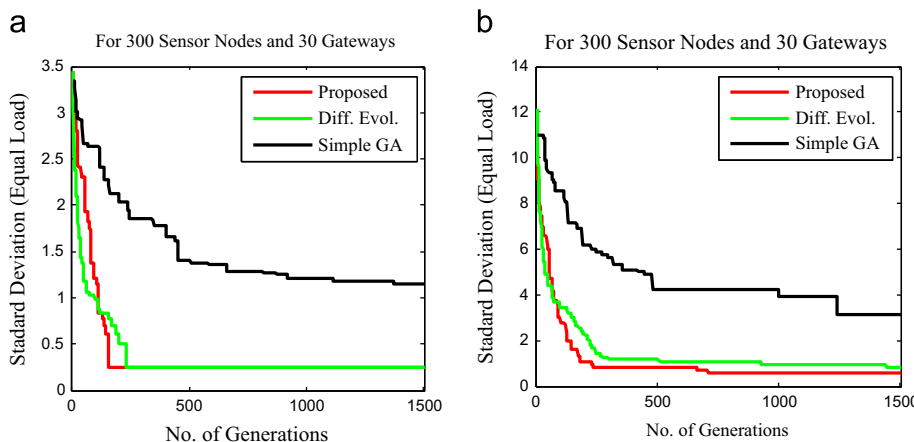 a
For 300 Sensor Nodes and 30 Gateways
Stadard Deviation (Equal Load)
3.5
3
2.5
2
1.5
1
0.5
0
Proposed
Diff. Evol.
Simple GA
0 500 1000 1500
No. of Generations
b
For 300 Sensor Nodes and 30 Gateways
Stadard Deviation (Equal Load)
14
12
10
8
6
4
2
0
Proposed
Diff. Evol.
Simple GA
0 500 1000 1500
No. of Generations